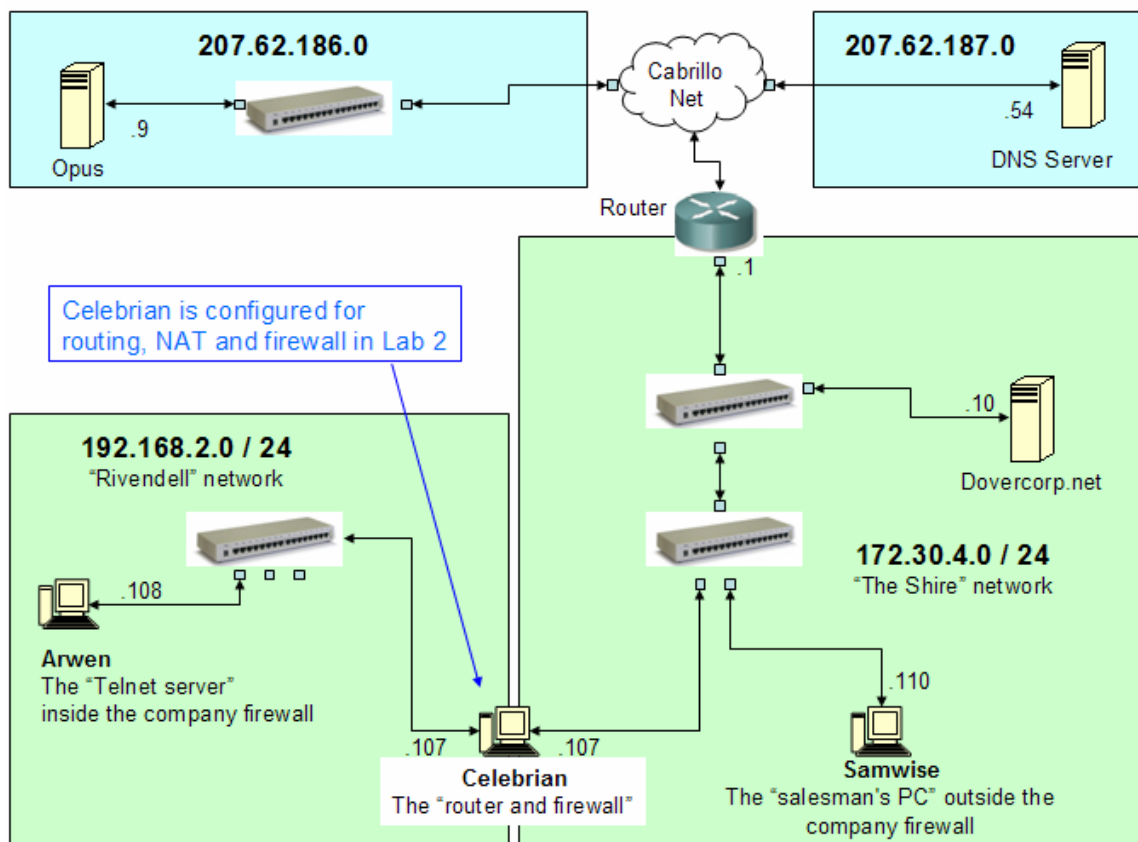 207.62.186.0
.9
Opus
Cabrillo
Net
207.62.187.0
.54
DNS Server
Router
.1
Celebrian is configured for
routing, NAT and firewall in Lab 2
.10
Dovercorp.net
192.168.2.0 / 24
“Rivendell” network
172.30.4.0 / 24
“The Shire” network
.108
Arwen
The “Telnet server”
inside the company firewall
.107
.107
Celebrian
The “router and firewall”
.110
Samwise
The “salesman's PC” outside the
company firewall